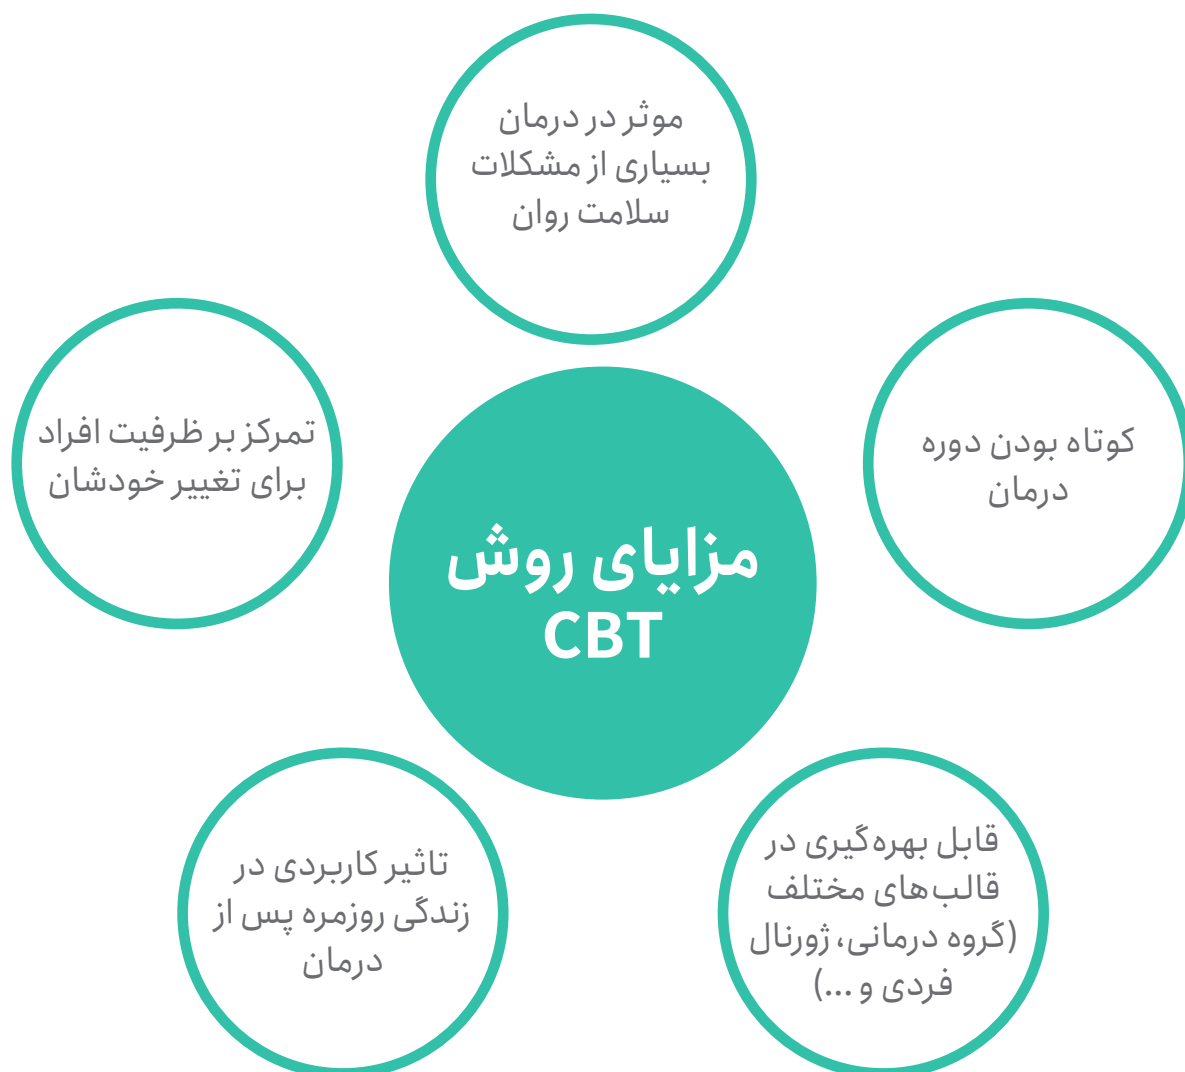 موثر در درمان
بسیاری از مشکلات
سلامت روان
کوتاه بودن دوره
درمان
تمرکز بر ظرفیت افراد
برای تغییر خودشان
مزایای روش
CBT
قابل بهره‌گیری در
قالب‌های مختلف
(گروه درمانی، ژورنال
فردی و ...)
تاثیر کاربردی در
زندگی روزمره پس از
درمان